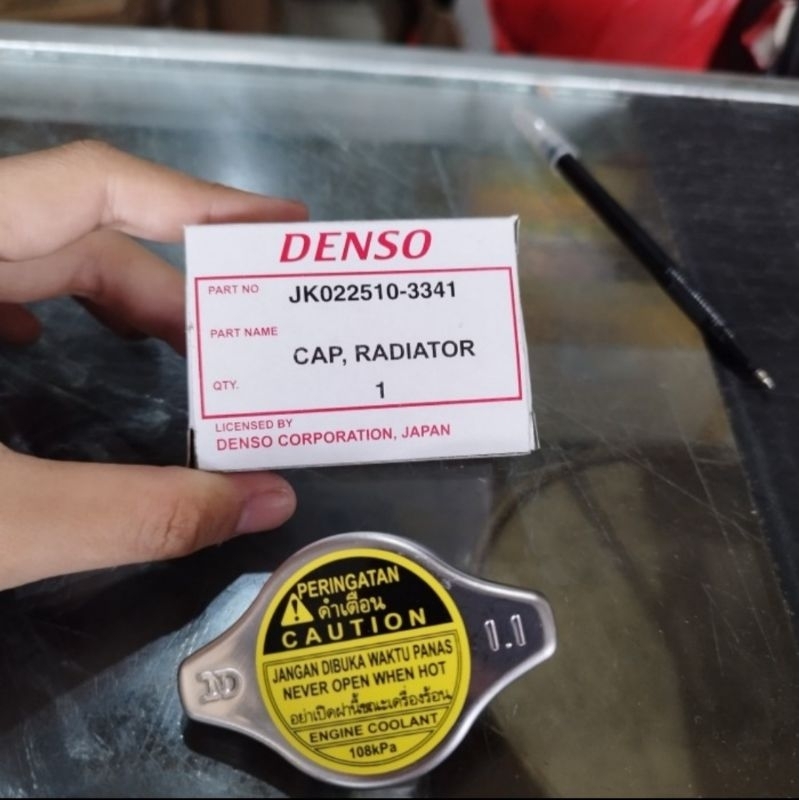 DENSO
PART NO JK022510-3341
PART NAME
CAP, RADIATOR
QTY. 1
LICENSED BY
DENSO CORPORATION, JAPAN
PERINGATAN
คำเตือน
CAUTION
JANGAN DIBUKA WAKTU PANAS
NEVER OPEN WHEN HOT
อย่าเปิดฝานี้ขณะเครื่องร้อน
ENGINE COOLANT
108kPa
1.1